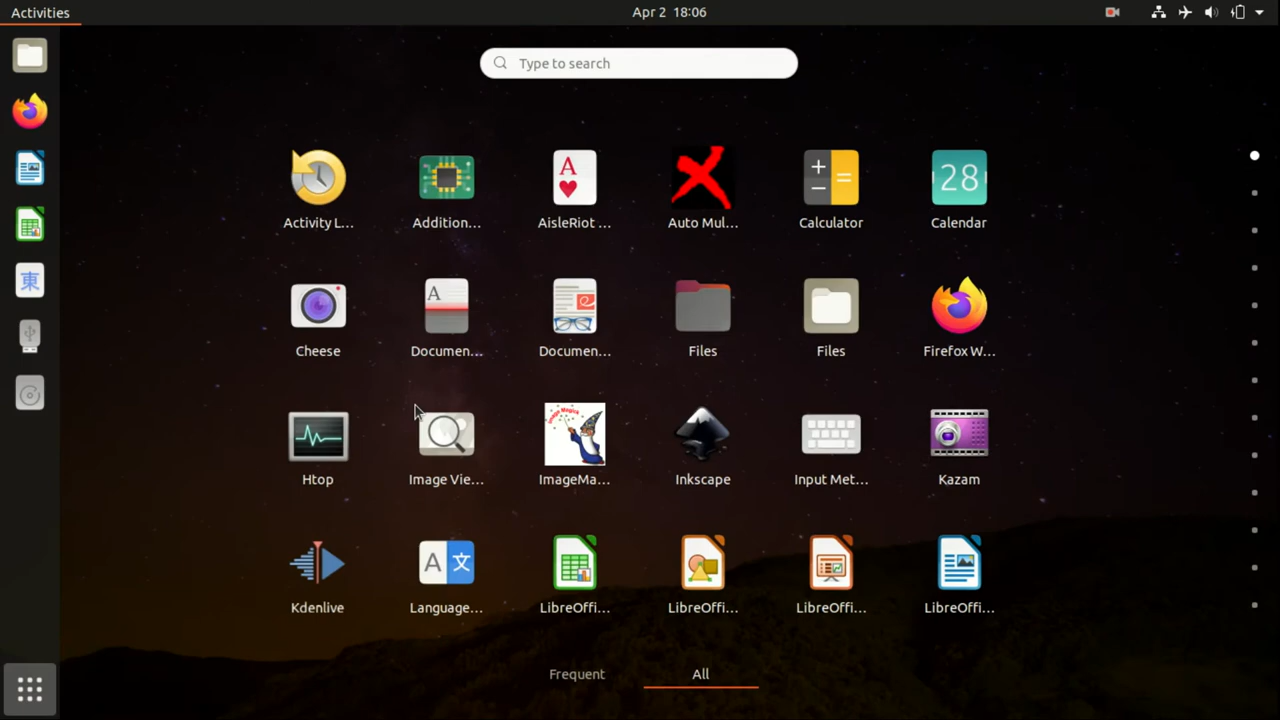 Activities
Apr 2 18:06
Type to search
Activity L...
Addition...
AisleRiot ...
Auto Mul...
Calculator
Calendar
28
Cheese
Documen...
Documen...
Files
Files
Firefox W...
Htop
Image Vie...
ImageMa...
Inkscape
Input Met...
Kazam
Kdenlive
Language...
LibreOffi...
LibreOffi...
LibreOffi...
LibreOffi...
Frequent
All
東
A
A
A
文